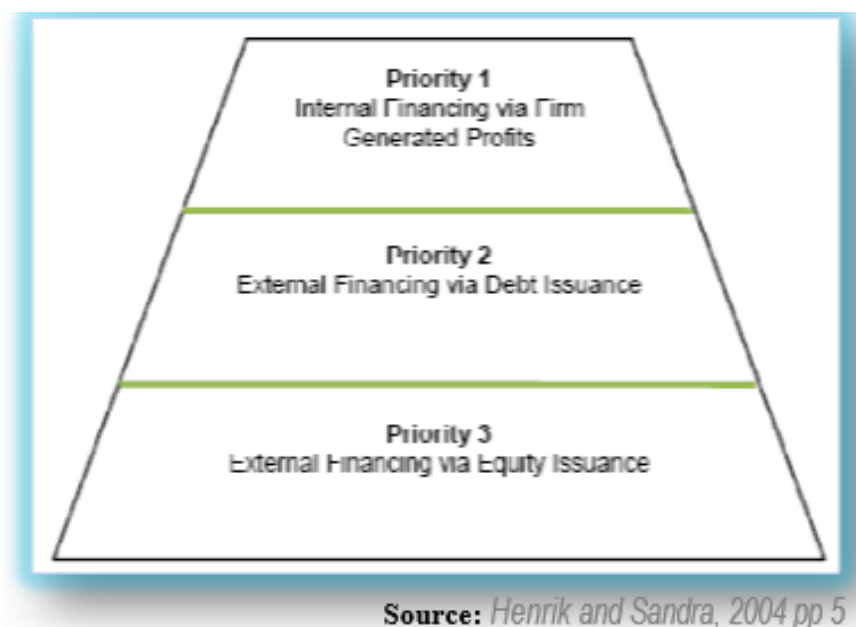 Priority 1
Internal Financing via Firm
Generated Profits
Priority 2
External Financing via Debt Issuance
Priority 3
External Financing via Equity Issuance
Source: Henrik and Sandra, 2004 pp 5